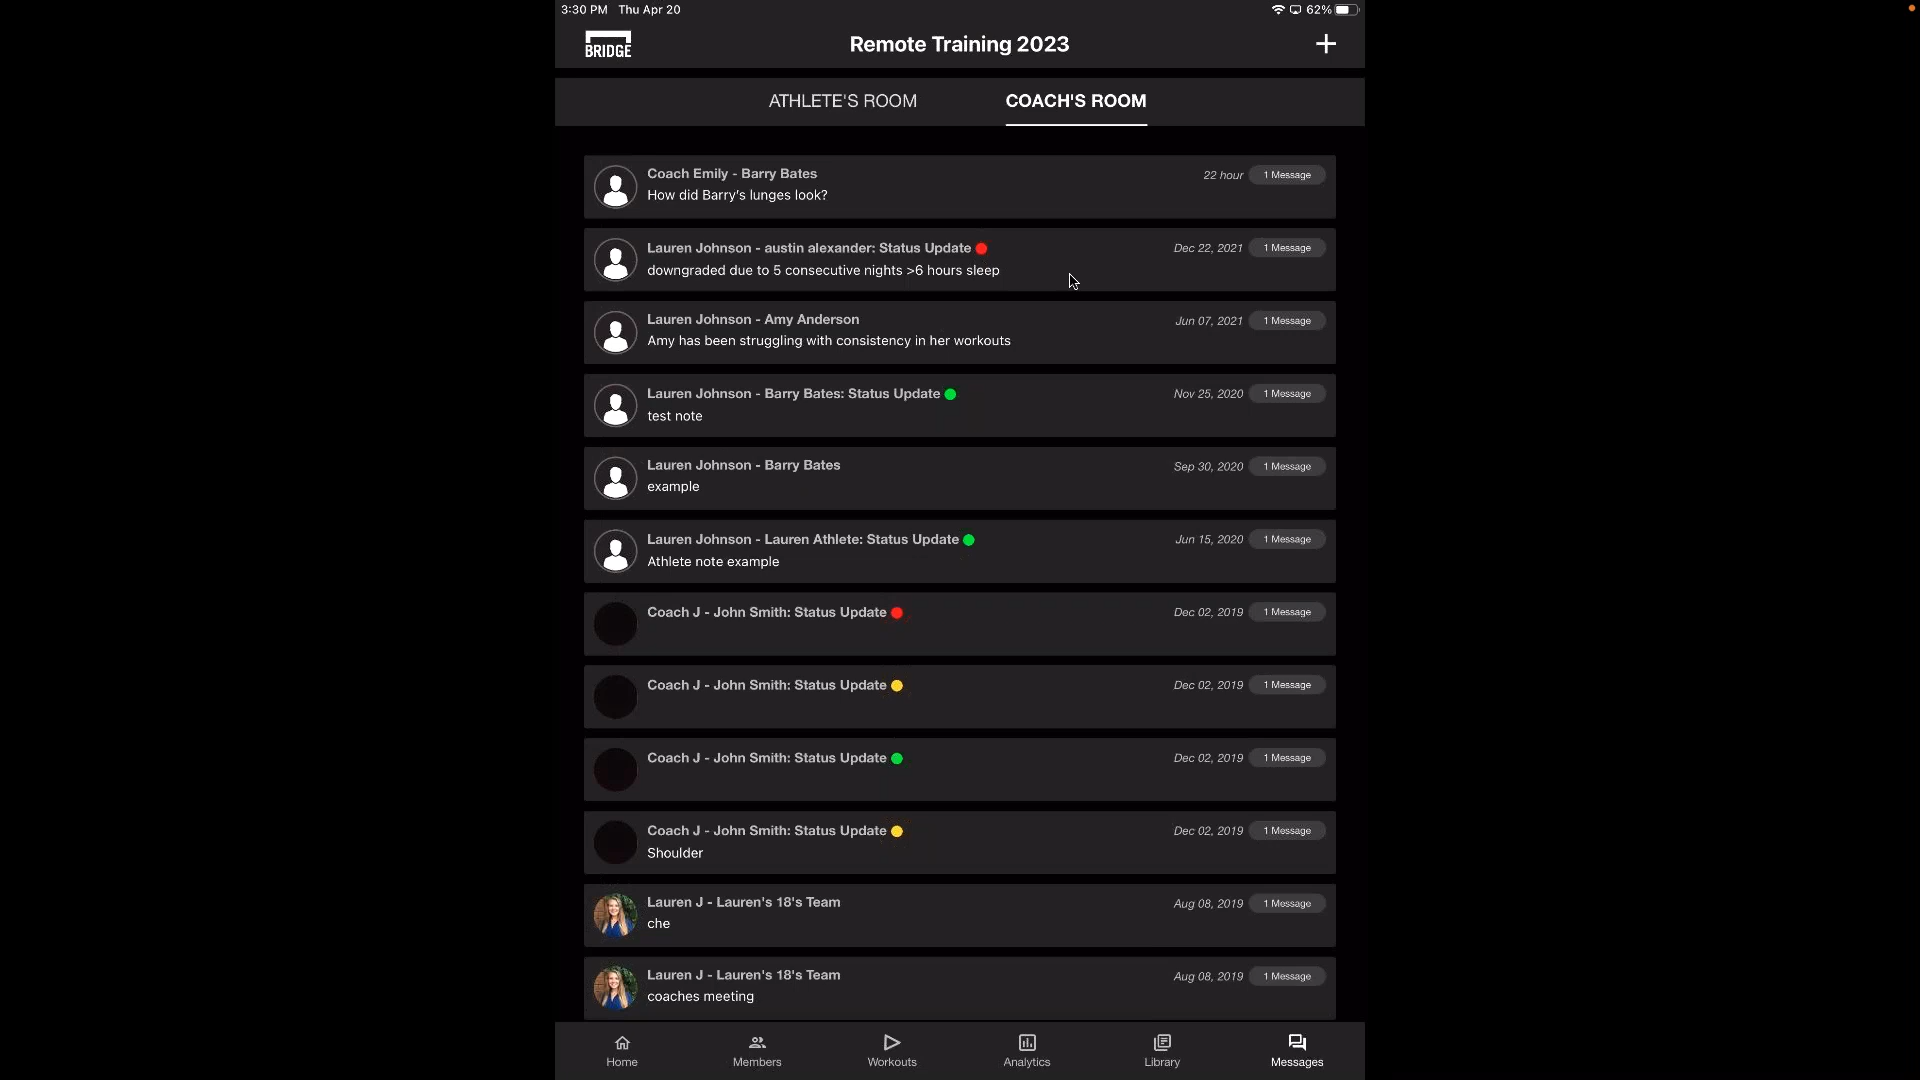 3:30 PM Thu Apr 20
62%
BRIDGE
Remote Training 2023
ATHLETE'S ROOM
COACH'S ROOM
Coach Emily - Barry Bates
22 hour
1 Message
How did Barry's lunges look?
Lauren Johnson - austin alexander: Status Update
Dec 22, 2021
1 Message
downgraded due to 5 consecutive nights >6 hours sleep
Lauren Johnson - Amy Anderson
Jun 07, 2021
1 Message
Amy has been struggling with consistency in her workouts
Lauren Johnson - Barry Bates: Status Update
Nov 25, 2020
1 Message
test note
Lauren Johnson - Barry Bates
Sep 30, 2020
1 Message
example
Lauren Johnson - Lauren Athlete: Status Update
Jun 15, 2020
1 Message
Athlete note example
Coach J - John Smith: Status Update
Dec 02, 2019
1 Message
Coach J - John Smith: Status Update
Dec 02, 2019
1 Message
Coach J - John Smith: Status Update
Dec 02, 2019
1 Message
Coach J - John Smith: Status Update
Dec 02, 2019
1 Message
Shoulder
Lauren J - Lauren's 18's Team
Aug 08, 2019
1 Message
che
Lauren J - Lauren's 18's Team
Aug 08, 2019
1 Message
coaches meeting
Home
Members
Workouts
Analytics
Library
Messages